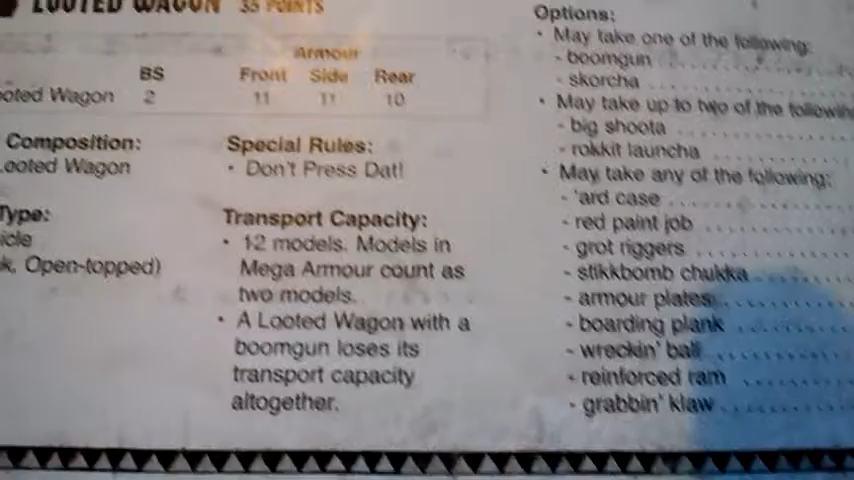 LOOTED WAGON 35 POINTS
Armour
BS Front Side Rear
ooted Wagon 2 11 11 10
Composition:
Looted Wagon
Type:
icle
k, Open-topped)
Special Rules:
• Don't Press Dat!
Transport Capacity:
• 12 models. Models in
Mega Armour count as
two models.
• A Looted Wagon with a
boomgun loses its
transport capacity
altogether.
Options:
• May take one of the following:
- boomgun
- skorcha
• May take up to two of the followin
- big shoota
- rokkit launcha
• May take any of the following:
- 'ard case
- red paint job
- grot riggers
- stikkbomb chukka
- armour plates
- boarding plank
- wreckin' ball
- reinforced ram
- grabbin' klaw